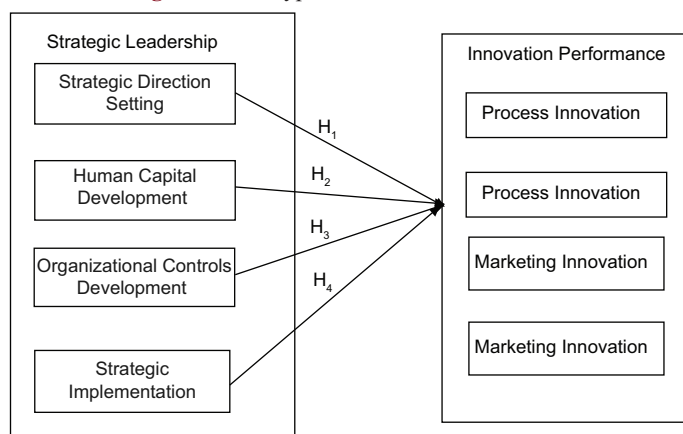 Strategic Leadership
Strategic Direction
Setting
Human Capital
Development
Organizational Controls
Development
Strategic
Implementation
H1
H2
H3
H4
Innovation Performance
Process Innovation
Process Innovation
Marketing Innovation
Marketing Innovation